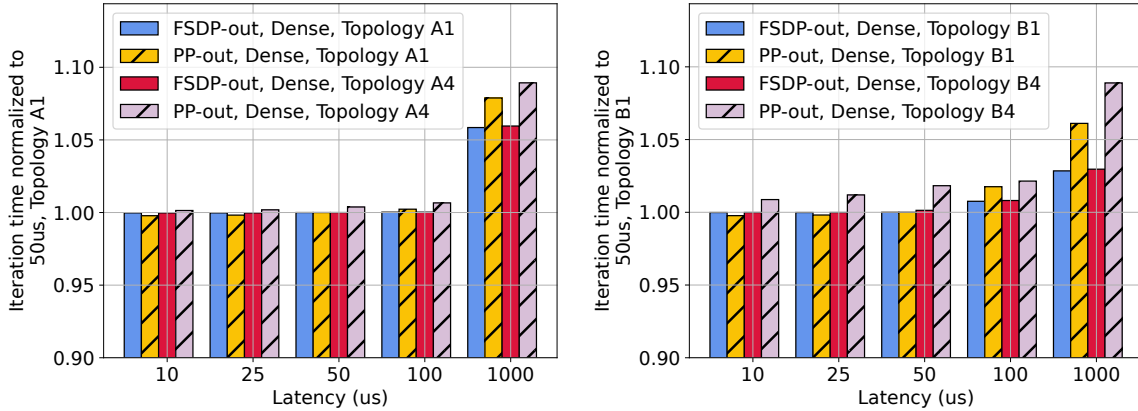 Iteration time normalized to
50us, Topology A1
1.10
1.05
1.00
0.95
0.90
FSDP-out, Dense, Topology A1
PP-out, Dense, Topology A1
FSDP-out, Dense, Topology A4
PP-out, Dense, Topology A4
10 25 50 100 1000
Latency (us)
Iteration time normalized to
50us, Topology B1
1.10
1.05
1.00
0.95
0.90
FSDP-out, Dense, Topology B1
PP-out, Dense, Topology B1
FSDP-out, Dense, Topology B4
PP-out, Dense, Topology B4
10 25 50 100 1000
Latency (us)